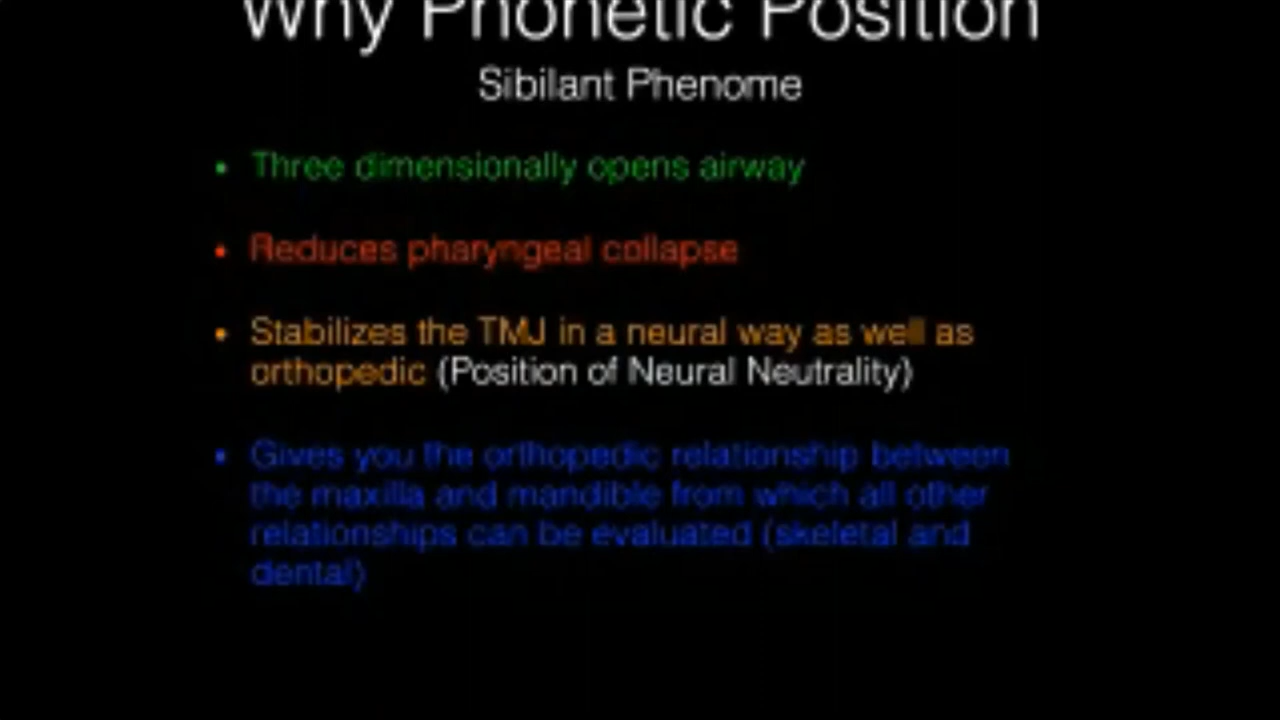 Why Phonetic Position
Sibilant Phenome
• Three dimensionally opens airway
• Reduces pharyngeal collapse
• Stabilizes the TMJ in a neural way as well as
orthopedic (Position of Neural Neutrality)
• Gives you the orthopedic relationship between
the maxilla and mandible from which all other
relationships can be evaluated (skeletal and
dental)